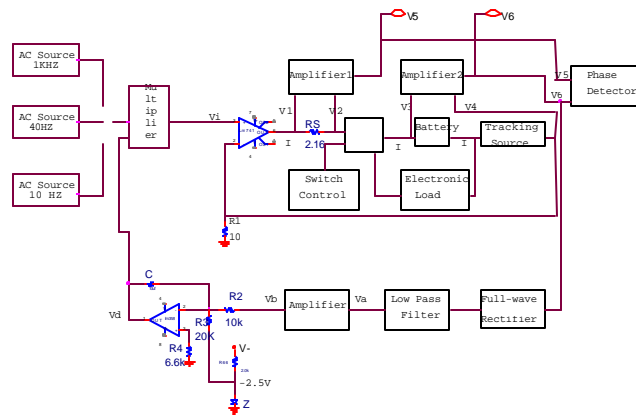 V5
V6
AC Source
1KHZ
AC Source
40HZ
AC Source
10 HZ
Mu
lt
ip
lie
r
Vi
Amplifier1
Amplifier2
V5
V6
Phase
Detector
V1
V2
V3
V4
RS
2.16
I
I
I
Battery
Tracking
Source
Switch
Control
Electronic
Load
R1
10
C
Vd
R2
10k
R3
20K
R4
6.6k
Vb
Amplifier
Va
Low Pass
Filter
Full-wave
Rectifier
V-
-2.5V
Z